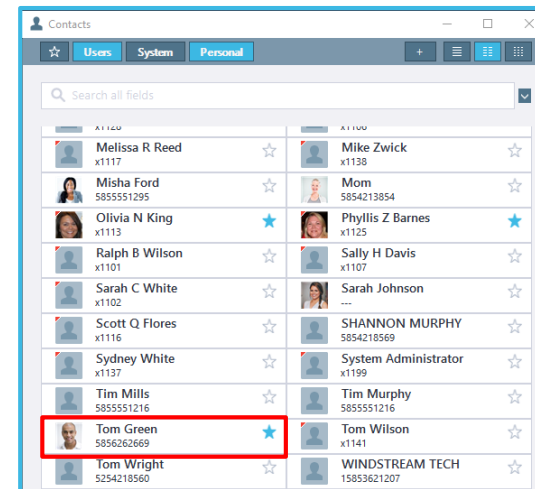 Contacts
Users System Personal +
Search all fields
x1128 x1106
Melissa R Reed Mike Zwick
x1117 x1138
Misha Ford Mom
5855551295 5854213854
Olivia N King Phyllis Z Barnes
x1113 x1125
Ralph B Wilson Sally H Davis
x1101 x1107
Sarah C White Sarah Johnson
x1102 ---
Scott Q Flores SHANNON MURPHY
x1116 5854218569
Sydney White System Administrator
x1137 x1199
Tim Mills Tim Murphy
5855551216 5855551216
Tom Green Tom Wilson
5856262669 x1141
Tom Wright WINDSTREAM TECH
5254218560 15853621207